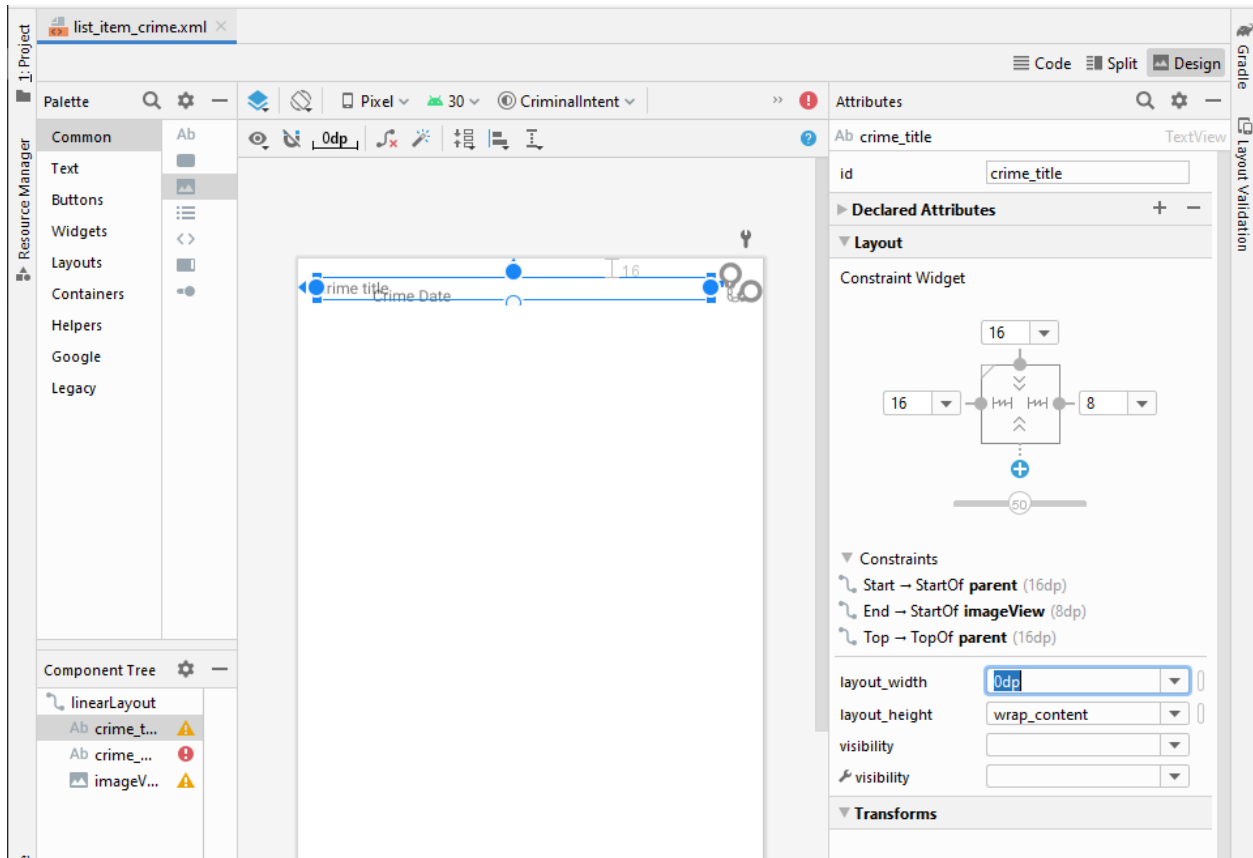 list_item_crime.xml
1: Project
Resource Manager
Code Split Design
Palette
Common
Text
Buttons
Widgets
Layouts
Containers
Helpers
Google
Legacy
Ab
Pixel 30 CriminalIntent
0dp
16
rime title
Crime Date
Component Tree
linearLayout
Ab crime_t...
Ab crime_...
imageV...
Attributes
Ab crime_title TextView
id crime_title
Declared Attributes
Layout
Constraint Widget
16
16 8
50
Constraints
Start → StartOf parent (16dp)
End → StartOf imageView (8dp)
Top → TopOf parent (16dp)
layout_width 0dp
layout_height wrap_content
visibility
visibility
Transforms
Gradle
Layout Validation